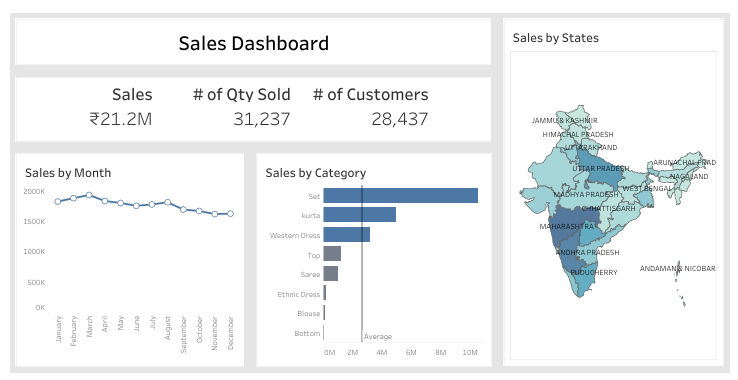 Sales Dashboard
Sales # of Qty Sold # of Customers
₹21.2M 31,237 28,437
Sales by Month
2000K
1500K
1000K
500K
0K
January February March April May June July August September October November December
Sales by Category
Set
kurta
Western Dress
Top
Saree
Ethnic Dress
Blouse
Bottom
Average
0M 2M 4M 6M 8M 10M
Sales by States
JAMMU & KASHMIR
HIMACHAL PRADESH
UTTARAKHAND
ARUNACHAL PRAD
UTTAR PRADESH
NAGALAND
WEST BENGAL
MADHYA PRADESH
CHHATTISGARH
MAHARASHTRA
ANDHRA PRADESH
ANDAMAN & NICOBAR
PUDUCHERRY